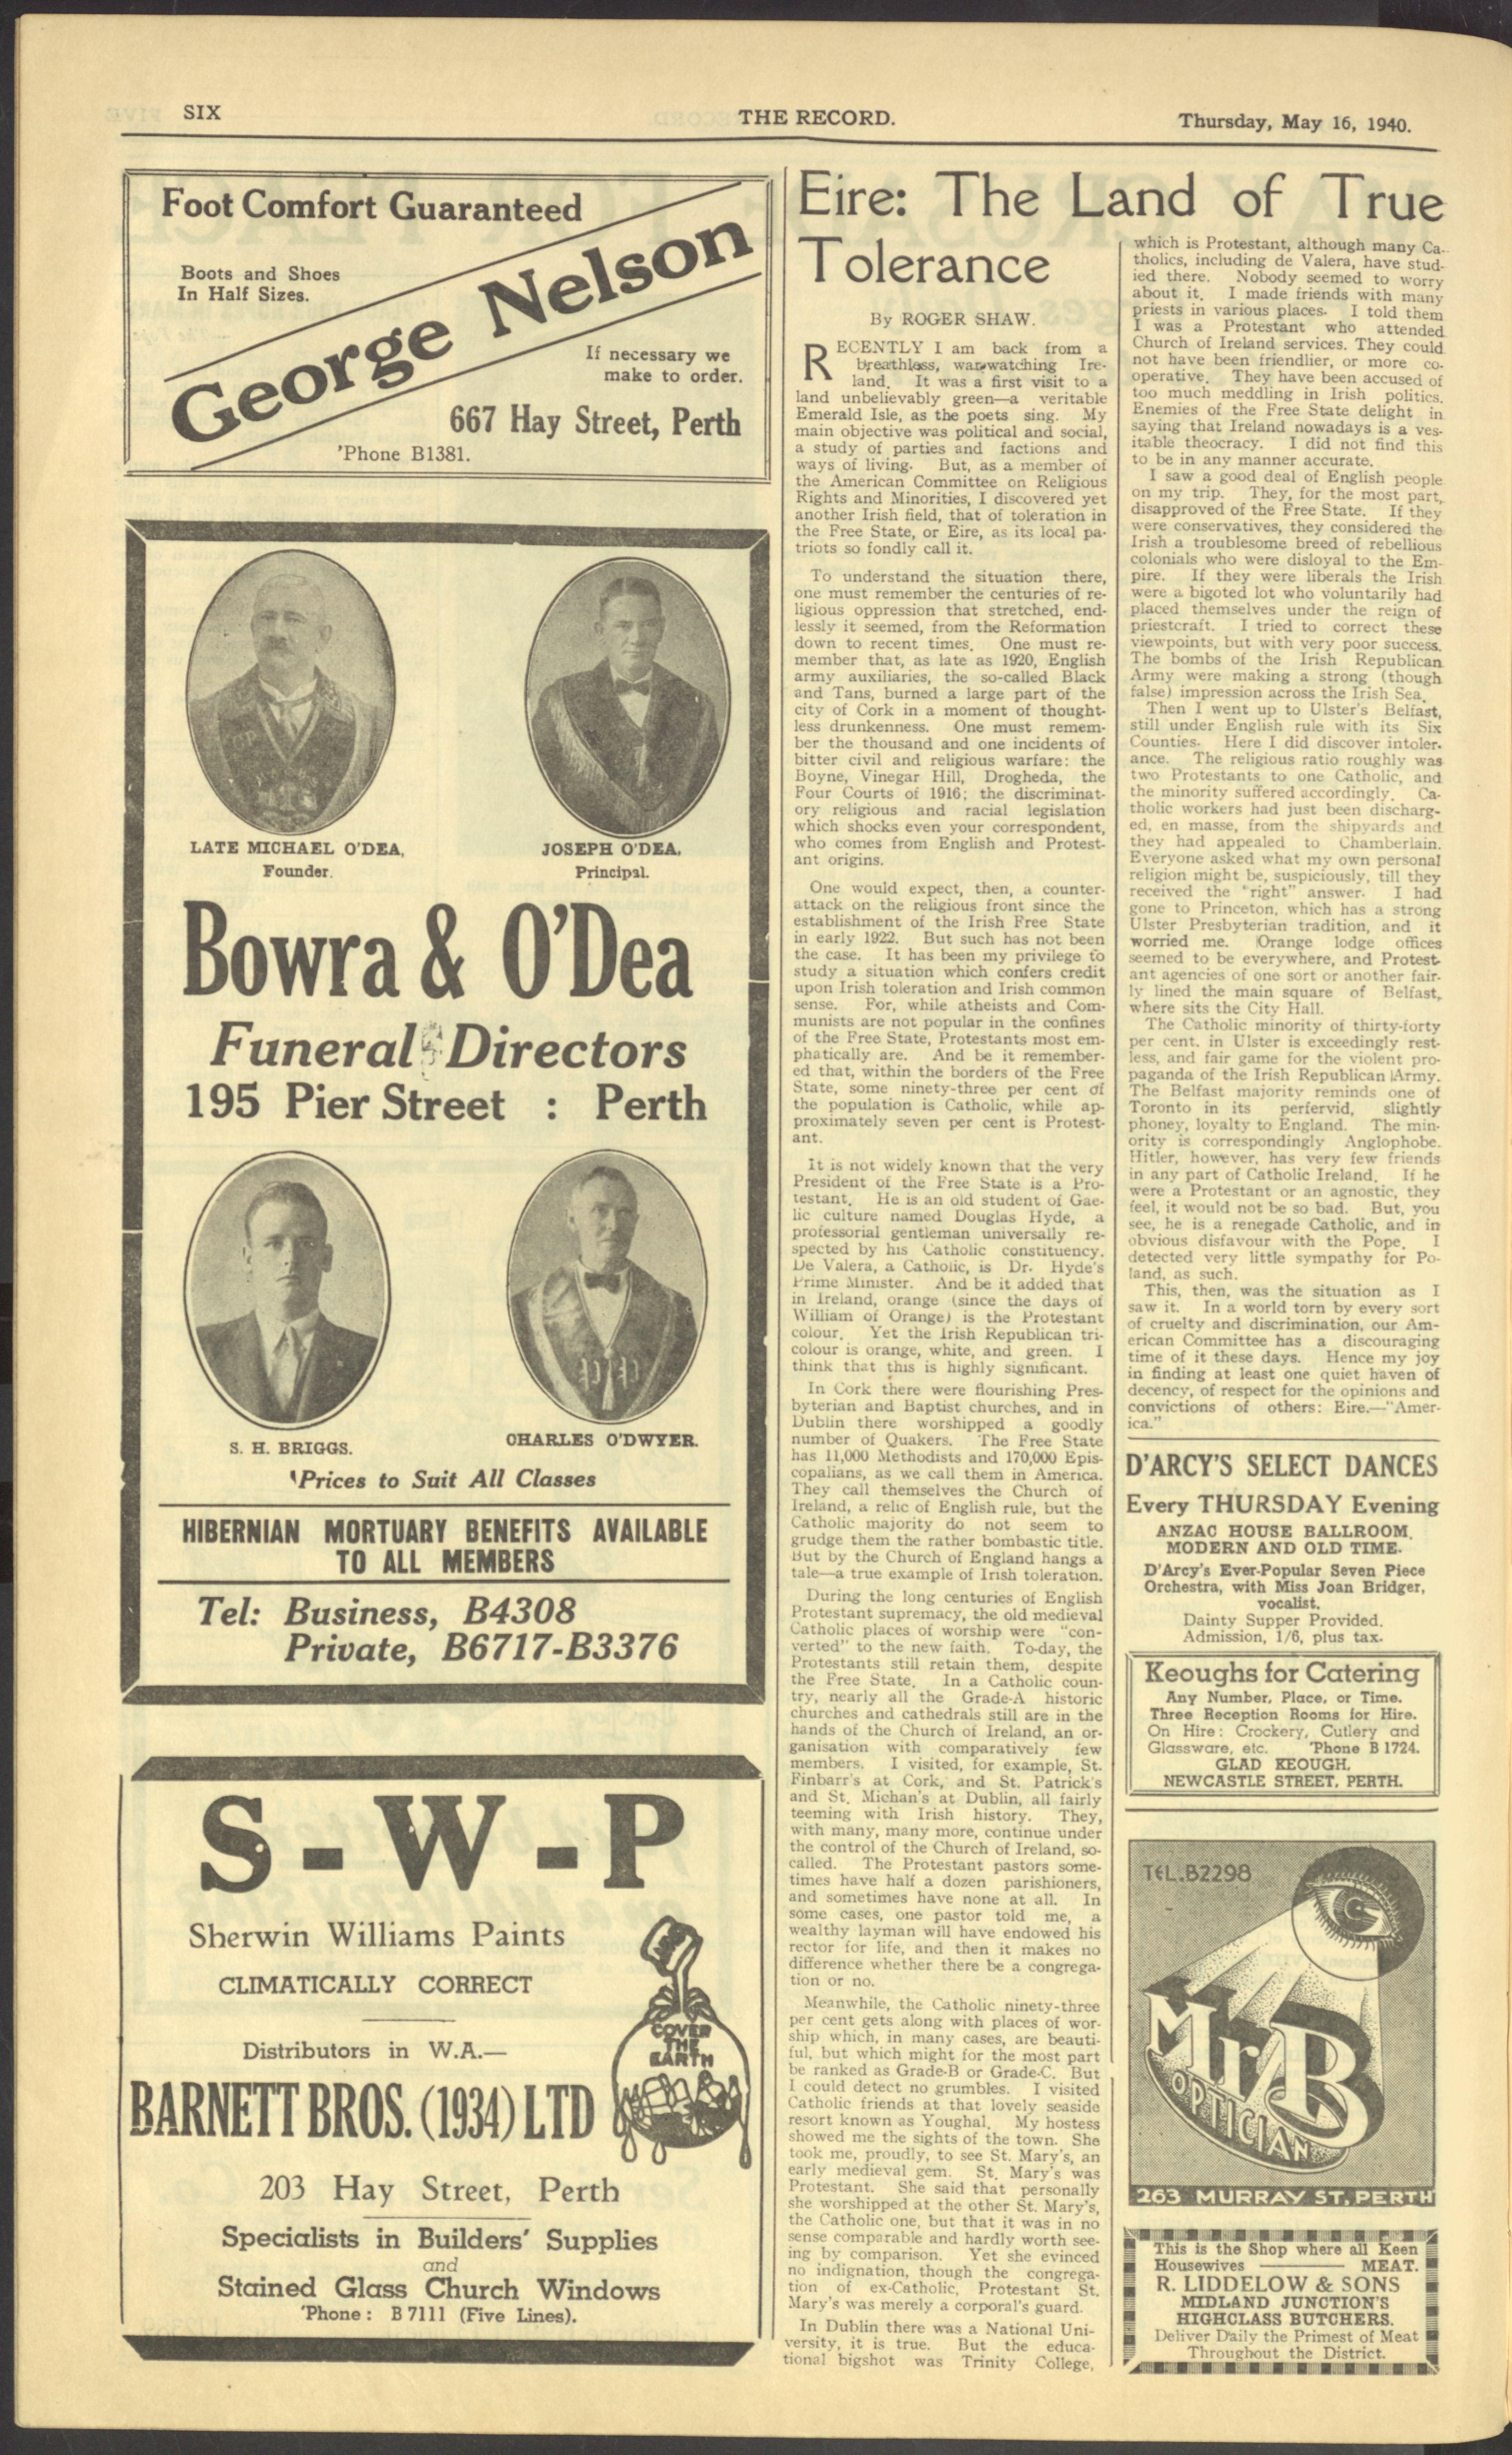 SIX
THE RECORD.
Thursday, May 16, 1940.
Foot Comfort Guaranteed
Boots and Shoes
In Half Sizes.
George Nelson
If necessary we
make to order.
667 Hay Street, Perth
'Phone B1381.
LATE MICHAEL O'DEA,
Founder.
JOSEPH O'DEA,
Principal.
Bowra & O'Dea
Funeral Directors
195 Pier Street : Perth
S. H. BRIGGS.
CHARLES O'DWYER.
Prices to Suit All Classes
HIBERNIAN MORTUARY BENEFITS AVAILABLE
TO ALL MEMBERS
Tel: Business, B4308
Private, B6717-B3376
S-W-P
Sherwin Williams Paints
CLIMATICALLY CORRECT
COVER
THE
EARTH
Distributors in W.A.—
BARNETT BROS. (1934) LTD
203 Hay Street, Perth
Specialists in Builders' Supplies
and
Stained Glass Church Windows
'Phone: B 7111 (Five Lines).
Eire: The Land of True
Tolerance
By ROGER SHAW.
RECENTLY I am back from a
breathless, war-watching Ire-
land. It was a first visit to a
land unbelievably green—a veritable
Emerald Isle, as the poets sing. My
main objective was political and social,
a study of parties and factions and
ways of living. But, as a member of
the American Committee on Religious
Rights and Minorities, I discovered yet
another Irish field, that of toleration in
the Free State, or Eire, as its local pa-
triots so fondly call it.
To understand the situation there,
one must remember the centuries of re-
ligious oppression that stretched, end-
lessly it seemed, from the Reformation
down to recent times. One must re-
member that, as late as 1920, English
army auxiliaries, the so-called Black
and Tans, burned a large part of the
city of Cork in a moment of thought-
less drunkenness. One must remem-
ber the thousand and one incidents of
bitter civil and religious warfare: the
Boyne, Vinegar Hill, Drogheda, the
Four Courts of 1916; the discriminat-
ory religious and racial legislation
which shocks even your correspondent,
who comes from English and Protest-
ant origins.
One would expect, then, a counter-
attack on the religious front since the
establishment of the Irish Free State
in early 1922. But such has not been
the case. It has been my privilege to
study a situation which confers credit
upon Irish toleration and Irish common
sense. For, while atheists and Com-
munists are not popular in the confines
of the Free State, Protestants most em-
phatically are. And be it remember-
ed that, within the borders of the Free
State, some ninety-three per cent of
the population is Catholic, while ap-
proximately seven per cent is Protest-
ant.
It is not widely known that the very
President of the Free State is a Pro-
testant. He is an old student of Gae-
lic culture named Douglas Hyde, a
professorial gentleman universally re-
spected by his Catholic constituency.
De Valera, a Catholic, is Dr. Hyde's
Prime Minister. And be it added that
in Ireland, orange (since the days of
William of Orange) is the Protestant
colour. Yet the Irish Republican tri-
colour is orange, white, and green. I
think that this is highly significant.
In Cork there were flourishing Pres-
byterian and Baptist churches, and in
Dublin there worshipped a goodly
number of Quakers. The Free State
has 11,000 Methodists and 170,000 Epis-
copalians, as we call them in America.
They call themselves the Church of
Ireland, a relic of English rule, but the
Catholic majority do not seem to
grudge them the rather bombastic title.
But by the Church of England hangs a
tale—a true example of Irish toleration.
During the long centuries of English
Protestant supremacy, the old medieval
Catholic places of worship were "con-
verted" to the new faith. To-day, the
Protestants still retain them, despite
the Free State. In a Catholic coun-
try, nearly all the Grade-A historic
churches and cathedrals still are in the
hands of the Church of Ireland, an or-
ganisation with comparatively few
members. I visited, for example, St.
Finbarr's at Cork, and St. Patrick's
and St. Michan's at Dublin, all fairly
teeming with Irish history. They,
with many, many more, continue under
the control of the Church of Ireland, so-
called. The Protestant pastors some-
times have half a dozen parishioners,
and sometimes have none at all. In
some cases, one pastor told me, a
wealthy layman will have endowed his
rector for life, and then it makes no
difference whether there be a congrega-
tion or no.
Meanwhile, the Catholic ninety-three
per cent gets along with places of wor-
ship which, in many cases, are beauti-
ful, but which might for the most part
be ranked as Grade-B or Grade-C. But
I could detect no grumbles. I visited
Catholic friends at that lovely seaside
resort known as Youghal. My hostess
showed me the sights of the town. She
took me, proudly, to see St. Mary's, an
early medieval gem. St. Mary's was
Protestant. She said that personally
she worshipped at the other St. Mary's,
the Catholic one, but that it was in no
sense comparable and hardly worth see-
ing by comparison. Yet she evinced
no indignation, though the congrega-
tion of ex-Catholic, Protestant St.
Mary's was merely a corporal's guard.
In Dublin there was a National Uni-
versity, it is true. But the educa-
tional bigshot was Trinity College,
which is Protestant, although many Ca-
tholics, including de Valera, have stud-
ied there. Nobody seemed to worry
about it. I made friends with many
priests in various places. I told them
I was a Protestant who attended
Church of Ireland services. They could
not have been friendlier, or more co-
operative. They have been accused of
too much meddling in Irish politics.
Enemies of the Free State delight in
saying that Ireland nowadays is a ves-
itable theocracy. I did not find this
to be in any manner accurate.
I saw a good deal of English people
on my trip. They, for the most part,
disapproved of the Free State. If they
were conservatives, they considered the
Irish a troublesome breed of rebellious
colonials who were disloyal to the Em-
pire. If they were liberals the Irish
were a bigoted lot who voluntarily had
placed themselves under the reign of
priestcraft. I tried to correct these
viewpoints, but with very poor success.
The bombs of the Irish Republican
Army were making a strong (though
false) impression across the Irish Sea.
Then I went up to Ulster's Belfast,
still under English rule with its Six
Counties. Here I did discover intoler-
ance. The religious ratio roughly was
two Protestants to one Catholic, and
the minority suffered accordingly. Ca-
tholic workers had just been discharg-
ed, en masse, from the shipyards and
they had appealed to Chamberlain.
Everyone asked what my own personal
religion might be, suspiciously, till they
received the "right" answer. I had
gone to Princeton, which has a strong
Ulster Presbyterian tradition, and it
worried me. Orange lodge offices
seemed to be everywhere, and Protest-
ant agencies of one sort or another fair-
ly lined the main square of Belfast,
where sits the City Hall.
The Catholic minority of thirty-forty
per cent. in Ulster is exceedingly rest-
less, and fair game for the violent pro-
paganda of the Irish Republican Army.
The Belfast majority reminds one of
Toronto in its perfervid, slightly
phoney, loyalty to England. The min-
ority is correspondingly Anglophobe.
Hitler, however, has very few friends
in any part of Catholic Ireland. If he
were a Protestant or an agnostic, they
feel, it would not be so bad. But, you
see, he is a renegade Catholic, and in
obvious disfavour with the Pope. I
detected very little sympathy for Po-
land, as such.
This, then, was the situation as I
saw it. In a world torn by every sort
of cruelty and discrimination, our Am-
erican Committee has a discouraging
time of it these days. Hence my joy
in finding at least one quiet haven of
decency, of respect for the opinions and
convictions of others: Eire.—"Amer-
ica."
D'ARCY'S SELECT DANCES
Every THURSDAY Evening
ANZAC HOUSE BALLROOM.
MODERN AND OLD TIME.
D'Arcy's Ever-Popular Seven Piece
Orchestra, with Miss Joan Bridger,
vocalist.
Dainty Supper Provided.
Admission, 1/6, plus tax.
Keoughs for Catering
Any Number, Place, or Time.
Three Reception Rooms for Hire.
On Hire: Crockery, Cutlery and
Glassware, etc. 'Phone B 1724.
GLAD KEOUGH,
NEWCASTLE STREET, PERTH.
TEL. B2298
Mr B
OPTICIAN
263 MURRAY ST. PERTH
This is the Shop where all Keen
Housewives ——— MEAT.
R. LIDDELOW & SONS
MIDLAND JUNCTION'S
HIGHCLASS BUTCHERS.
Deliver Daily the Primest of Meat
Throughout the District.